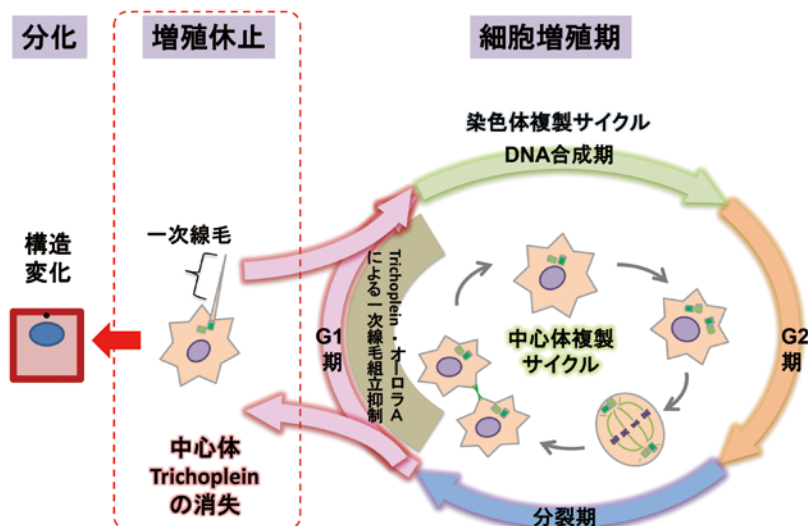 分化
増殖休止
細胞増殖期
染色体複製サイクル
DNA合成期
構造
変化
一次線毛
G1
期
Trichoplein・オーロラA
による一次線毛組立抑制
中心体複製
サイクル
G2
期
中心体
Trichoplein
の消失
分裂期